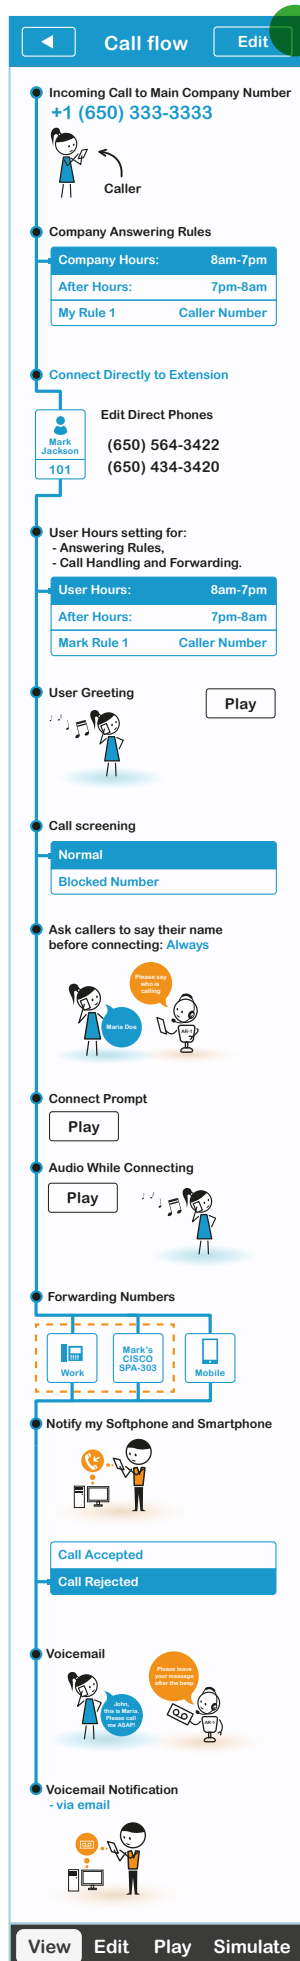 Call flow
Edit
Incoming Call to Main Company Number
+1 (650) 333-3333
Caller
Company Answering Rules
Company Hours: 8am-7pm
After Hours: 7pm-8am
My Rule 1 Caller Number
Connect Directly to Extension
Mark
Jackson
101
Edit Direct Phones
(650) 564-3422
(650) 434-3420
User Hours setting for:
- Answering Rules,
- Call Handling and Forwarding.
User Hours: 8am-7pm
After Hours: 7pm-8am
Mark Rule 1 Caller Number
User Greeting
Play
Call screening
Normal
Blocked Number
Ask callers to say their name
before connecting: Always
Please say
who is
calling
Maria Doe
AR-1
Connect Prompt
Play
Audio While Connecting
Play
Forwarding Numbers
Work
Mark's
CISCO
SPA-303
Mobile
Notify my Softphone and Smartphone
Call Accepted
Call Rejected
Voicemail
Please leave
your message
after the beep
John,
this is Maria.
Please call
me ASAP!
AR-1
Voicemail Notification
- via email
View Edit Play Simulate